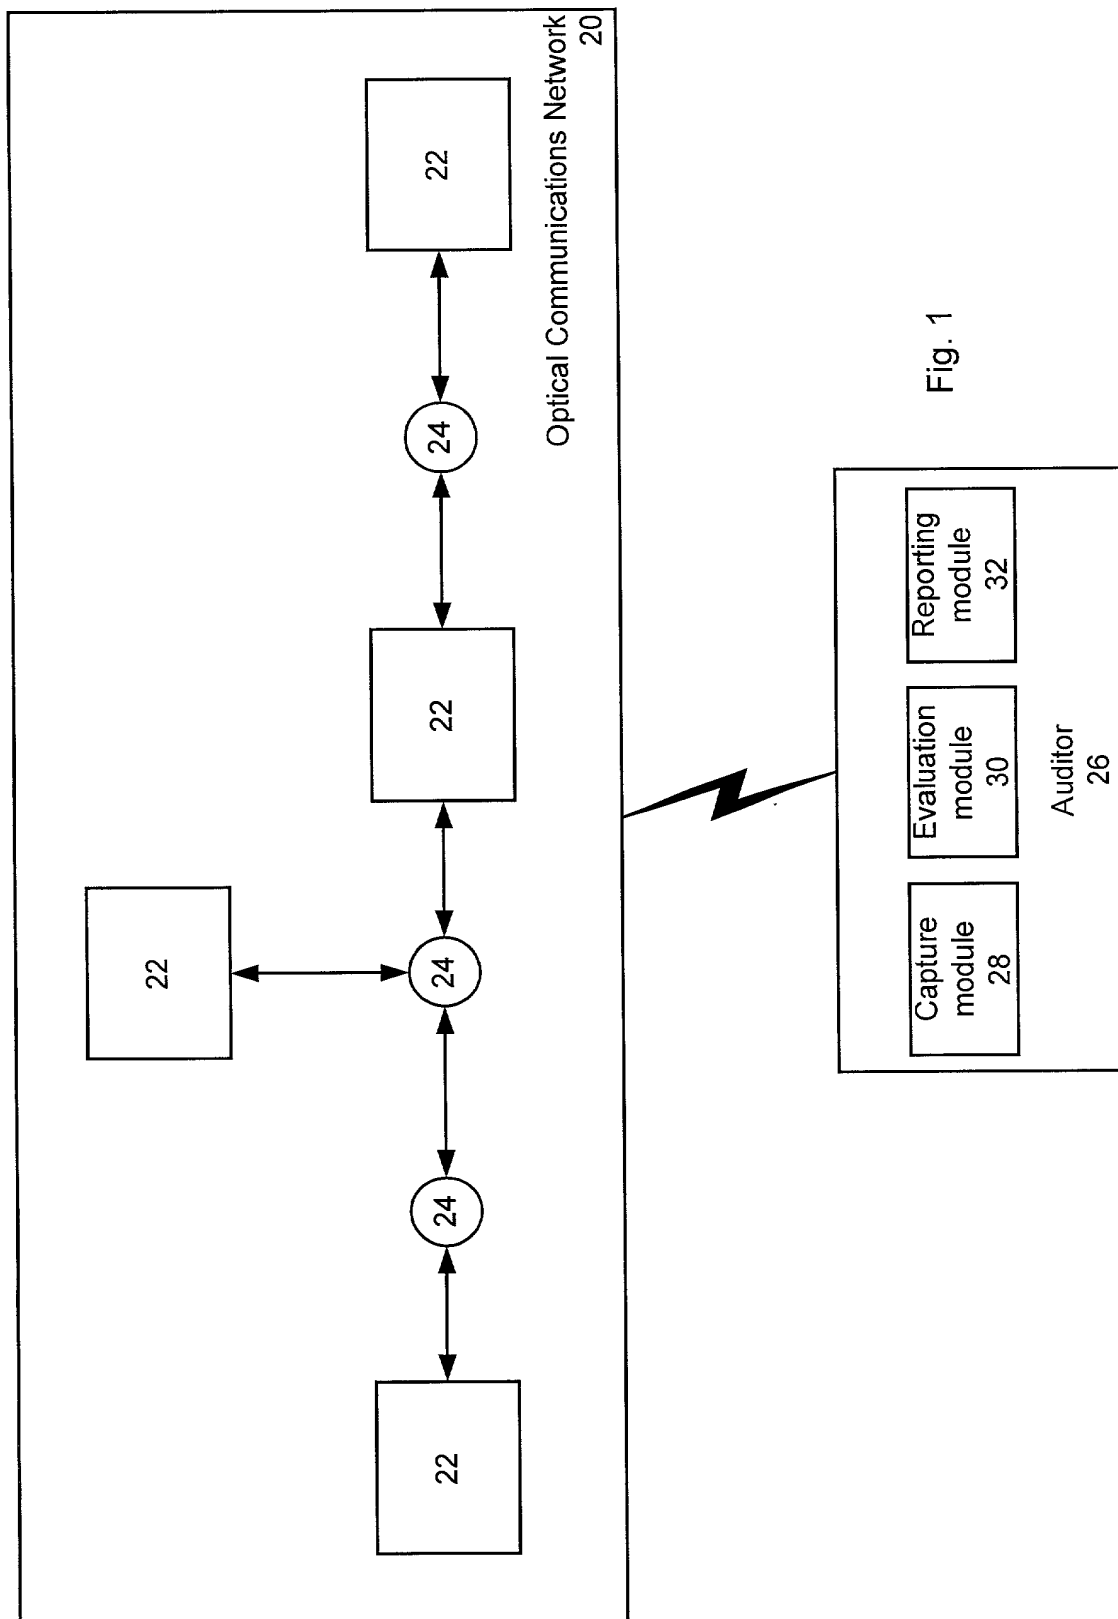 22
22
24
24
22
24
22
Optical Communications Network
20
Capture
module
28
Evaluation
module
30
Reporting
module
32
Auditor
26
Fig. 1